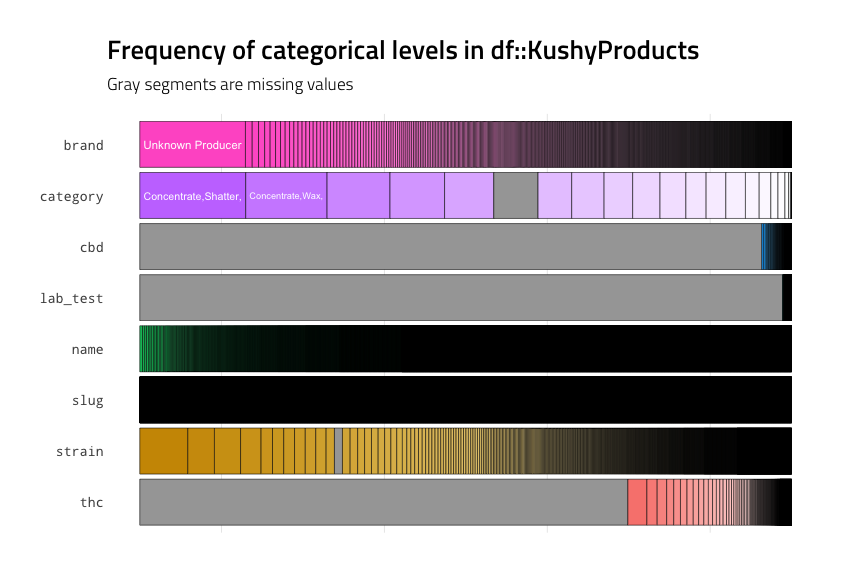 Frequency of categorical levels in df::KushyProducts
Gray segments are missing values
brand
Unknown Producer
category
Concentrate,Shatter,
Concentrate,Wax,
cbd
lab_test
name
slug
strain
thc